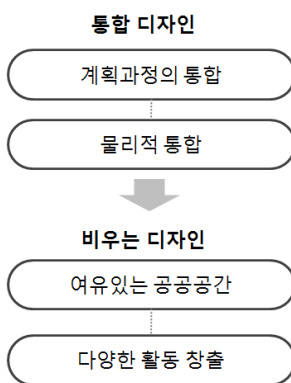 통합 디자인
계획과정의 통합
물리적 통합
비우는 디자인
여유있는 공공공간
다양한 활동 창출